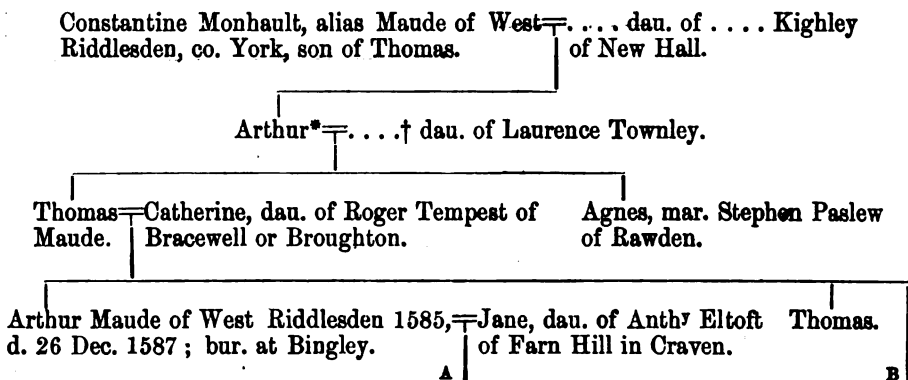 Constantine Monhault, alias Maude of West=. . . . dau. of . . . . Kighley
Riddlesden, co. York, son of Thomas. of New Hall.
Arthur*=. . . .† dau. of Laurence Townley.
Thomas=Catherine, dau. of Roger Tempest of
Maude. Bracewell or Broughton.
Agnes, mar. Stephen Paslew
of Rawden.
Arthur Maude of West Riddlesden 1585,=Jane, dau. of Anthʸ Eltoft
d. 26 Dec. 1587 ; bur. at Bingley. of Farn Hill in Craven.
Thomas.
A
B